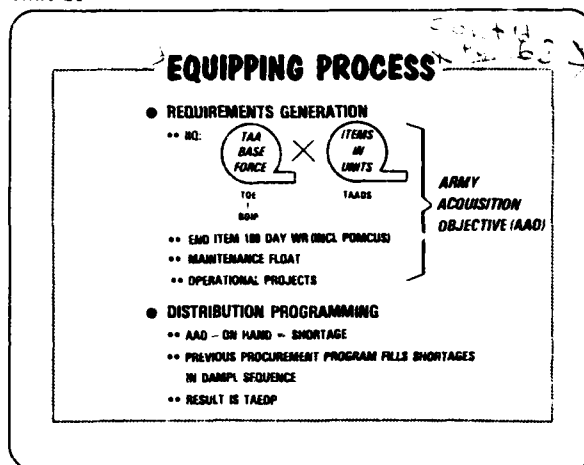 EQUIPPING PROCESS
● REQUIREMENTS GENERATION
•• IIQ:
TAA BASE FORCE × ITEMS IN UNITS
TOE TAADS
BOIP
ARMY
ACQUISITION
OBJECTIVE (AAO)
•• END ITEM 180 DAY WR (INCL POMCUS)
•• MAINTENANCE FLOAT
•• OPERATIONAL PROJECTS
● DISTRIBUTION PROGRAMMING
•• AAO – ON HAND = SHORTAGE
•• PREVIOUS PROCUREMENT PROGRAM FILLS SHORTAGES
IN DAMPL SEQUENCE
•• RESULT IS TAEDP